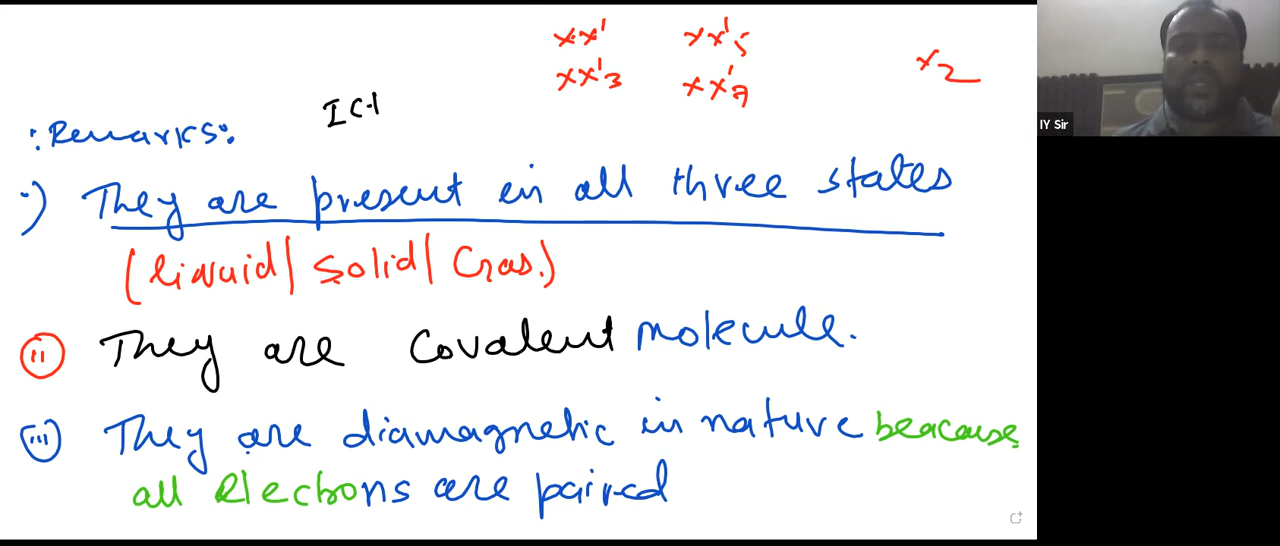 XX' XX'5
XX'3 XX'7 X2
ICl
IY Sir
:Remarks:
i) They are present in all three states
(liquid/ Solid/ Gas.)
(ii) They are covalent molecule.
(iii) They are diamagnetic in nature beacause
all Electrons are paired